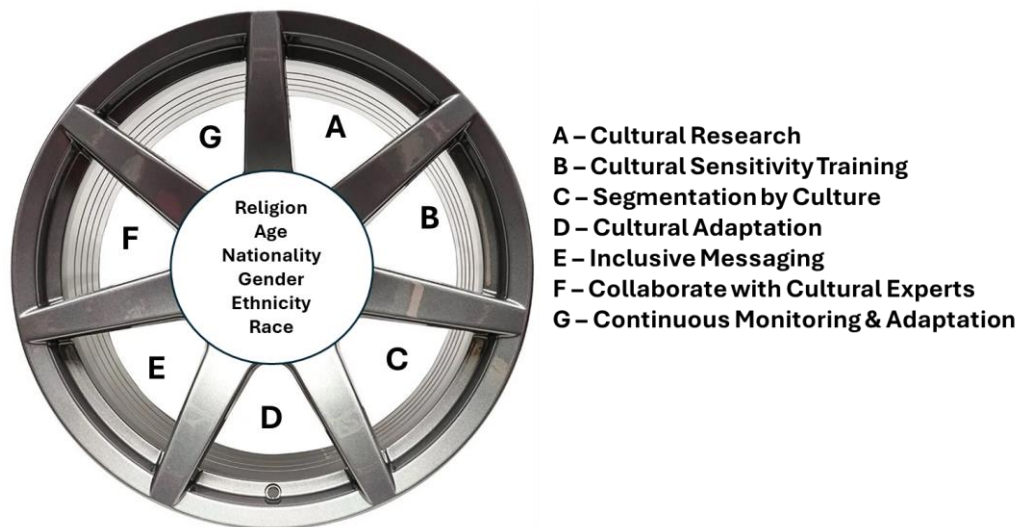 G
A
F
B
E
C
D
Religion
Age
Nationality
Gender
Ethnicity
Race
A – Cultural Research
B – Cultural Sensitivity Training
C – Segmentation by Culture
D – Cultural Adaptation
E – Inclusive Messaging
F – Collaborate with Cultural Experts
G – Continuous Monitoring & Adaptation